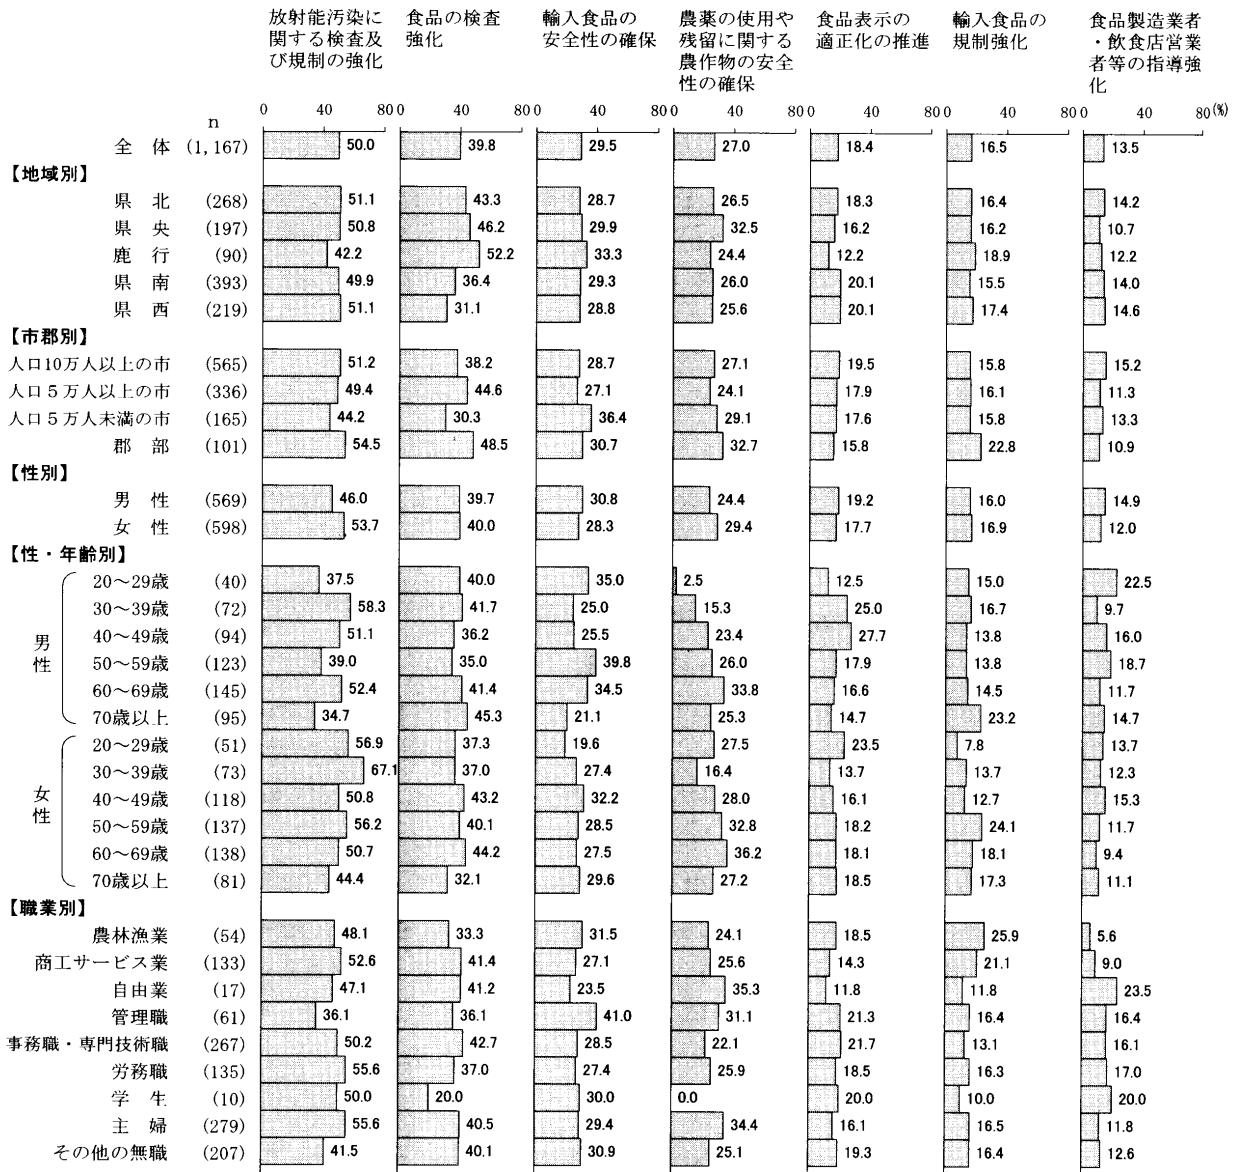 放射能汚染に 食品の検査 輸入食品の 農薬の使用や 食品表示の 輸入食品の 食品製造業者
関する検査及 強化 安全性の確保 残留に関する 適正化の推進 規制強化 ・飲食店営業
び規制の強化 農作物の安全 者等の指導強
性の確保 化
n 0 40 80 0 40 80 0 40 80 0 40 80 0 40 80 0 40 80 0 40 80(%)
全 体 (1,167) 50.0 39.8 29.5 27.0 18.4 16.5 13.5
【地域別】
県 北 (268) 51.1 43.3 28.7 26.5 18.3 16.4 14.2
県 央 (197) 50.8 46.2 29.9 32.5 16.2 16.2 10.7
鹿 行 (90) 42.2 52.2 33.3 24.4 12.2 18.9 12.2
県 南 (393) 49.9 36.4 29.3 26.0 20.1 15.5 14.0
県 西 (219) 51.1 31.1 28.8 25.6 20.1 17.4 14.6
【市郡別】
人口10万人以上の市 (565) 51.2 38.2 28.7 27.1 19.5 15.8 15.2
人口5万人以上の市 (336) 49.4 44.6 27.1 24.1 17.9 16.1 11.3
人口5万人未満の市 (165) 44.2 30.3 36.4 29.1 17.6 15.8 13.3
郡 部 (101) 54.5 48.5 30.7 32.7 15.8 22.8 10.9
【性別】
男 性 (569) 46.0 39.7 30.8 24.4 19.2 16.0 14.9
女 性 (598) 53.7 40.0 28.3 29.4 17.7 16.9 12.0
【性・年齢別】
男性
20～29歳 (40) 37.5 40.0 35.0 2.5 12.5 15.0 22.5
30～39歳 (72) 58.3 41.7 25.0 15.3 25.0 16.7 9.7
40～49歳 (94) 51.1 36.2 25.5 23.4 27.7 13.8 16.0
50～59歳 (123) 39.0 35.0 39.8 26.0 17.9 13.8 18.7
60～69歳 (145) 52.4 41.4 34.5 33.8 16.6 14.5 11.7
70歳以上 (95) 34.7 45.3 21.1 25.3 14.7 23.2 14.7
女性
20～29歳 (51) 56.9 37.3 19.6 27.5 23.5 7.8 13.7
30～39歳 (73) 67.1 37.0 27.4 16.4 13.7 13.7 12.3
40～49歳 (118) 50.8 43.2 32.2 28.0 16.1 12.7 15.3
50～59歳 (137) 56.2 40.1 28.5 32.8 18.2 24.1 11.7
60～69歳 (138) 50.7 44.2 27.5 36.2 18.1 18.1 9.4
70歳以上 (81) 44.4 32.1 29.6 27.2 18.5 17.3 11.1
【職業別】
農林漁業 (54) 48.1 33.3 31.5 24.1 18.5 25.9 5.6
商工サービス業 (133) 52.6 41.4 27.1 25.6 14.3 21.1 9.0
自由業 (17) 47.1 41.2 23.5 35.3 11.8 11.8 23.5
管理職 (61) 36.1 36.1 41.0 31.1 21.3 16.4 16.4
事務職・専門技術職 (267) 50.2 42.7 28.5 22.1 21.7 13.1 16.1
労務職 (135) 55.6 37.0 27.4 25.9 18.5 16.3 17.0
学 生 (10) 50.0 20.0 30.0 0.0 20.0 10.0 20.0
主 婦 (279) 55.6 40.5 29.4 34.4 16.1 16.5 11.8
その他の無職 (207) 41.5 40.1 30.9 25.1 19.3 16.4 12.6